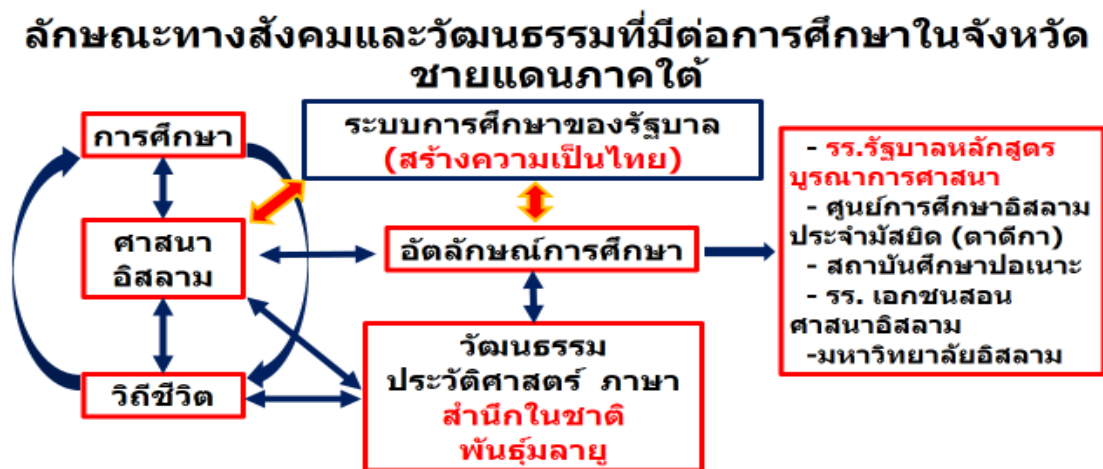 ลักษณะทางสังคมและวัฒนธรรมที่มีต่อการศึกษาในจังหวัด
ชายแดนภาคใต้
การศึกษา
ระบบการศึกษาของรัฐบาล
(สร้างความเป็นไทย)
ศาสนา
อิสลาม
อัตลักษณ์การศึกษา
วิถีชีวิต
วัฒนธรรม
ประวัติศาสตร์ ภาษา
สำนึกในชาติ
พันธุ์มลายู
- รร.รัฐบาลหลักสูตร
บูรณาการศาสนา
- ศูนย์การศึกษาอิสลาม
ประจำมัสยิด (ตาดีกา)
- สถาบันศึกษาปอเนาะ
- รร. เอกชนสอน
ศาสนาอิสลาม
-มหาวิทยาลัยอิสลาม